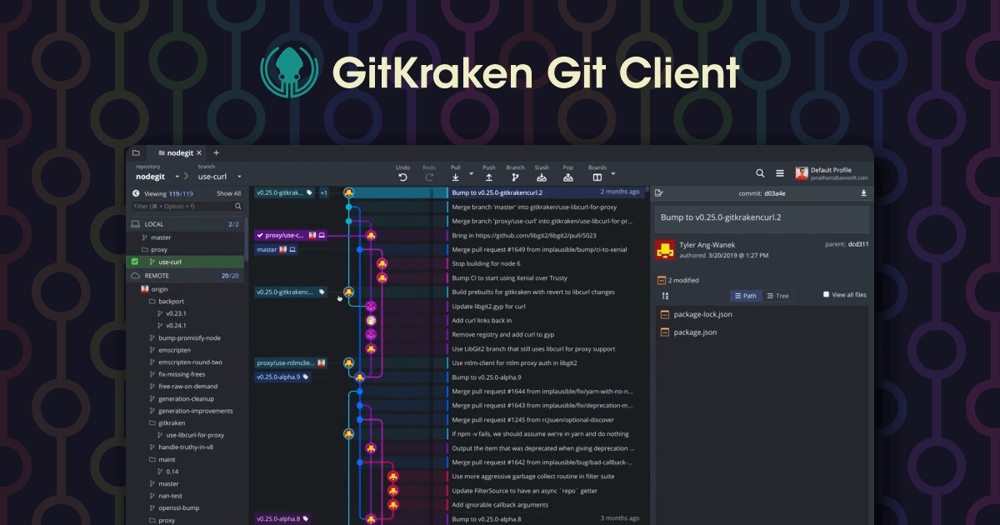 GitKraken Git Client
nodegit
repository
nodegit
branch
use-curl
Undo
Redo
Pull
Push
Branch
Stash
Pop
Boards
Default Profile
jonathans@axosoft.com
Viewing 119/119
Show All
Filter (⌘ + Option + f)
LOCAL 2/2
master
proxy
use-curl
REMOTE 20/20
origin
backport
v0.23.1
v0.24.1
bump-promisify-node
emscripten
emscripten-round-two
fix-missing-frees
free-raw-on-demand
generation-cleanup
generation-improvements
gitkraken
use-libcurl-for-proxy
handle-truthy-in-v8
maint
0.14
master
nan-test
openssl-bump
proxy
v0.25.0-gitkrak... +1
Bump to v0.25.0-gitkrakencurl.2 2 months ago
Merge branch 'master' into gitkraken/use-libcurl-for-proxy
Merge branch 'proxy/use-curl' into gitkraken/use-libcurl-for-pr...
proxy/use-c...
Bring in https://github.com/libgit2/libgit2/pull/5023
master
Merge pull request #1649 from implausible/bump/ci-to-xenial
Stop building for node 6
Bump CI to start using Xenial over Trusty
v0.25.0-gitkrakenc...
Build prebuilts for gitkraken with revert to libcurl changes
Update libgit2.gyp for curl
Add curl links back in
Remove registry and add curl to gyp
Use LibGit2 branch that still uses libcurl for proxy support
proxy/use-ntlmclie...
Use ntlm-client for ntlm proxy auth in libgit2
v0.25.0-alpha.9
Bump to v0.25.0-alpha.9
Merge pull request #1644 from implausible/fix/yarn-with-no-n...
Merge pull request #1643 from implausible/fix/deprecation-m...
Merge pull request #1245 from rcjsuen/optional-discover
If npm -v fails, we should assume we're in yarn and do nothing
Output the item that was deprecated when giving deprecation ...
Merge pull request #1642 from implausible/bug/bad-callback-...
Use more aggressive garbage collect routine in filter suite
Update FilterSource to have an async `repo` getter
Add ignorable callback arguments
v0.25.0-alpha.8
Bump to v0.25.0-alpha.8 3 months ago
commit: d03a4e
Bump to v0.25.0-gitkrakencurl.2
Tyler Ang-Wanek
authored 3/20/2019 @ 1:27 PM
parent: dcd311
2 modified
Path
Tree
View all files
package-lock.json
package.json